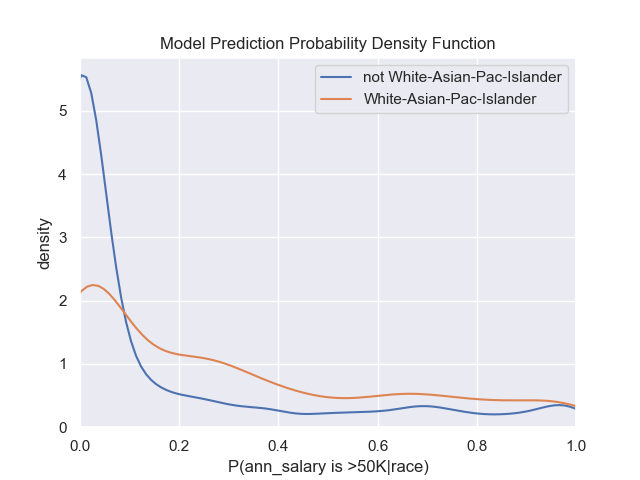 Model Prediction Probability Density Function
not White-Asian-Pac-Islander
White-Asian-Pac-Islander
density
5
4
3
2
1
0
0.0 0.2 0.4 0.6 0.8 1.0
P(ann_salary is >50K|race)